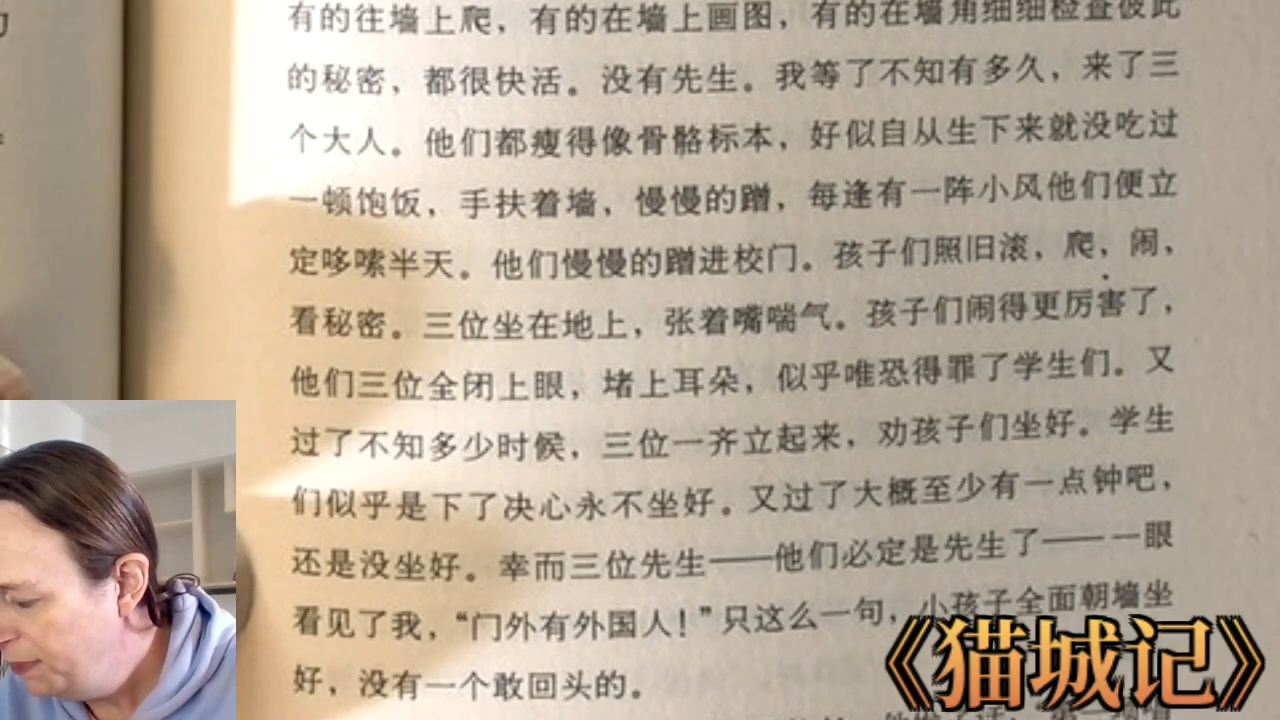 有的往墙上爬，有的在墙上画图，有的在墙角细细检查彼此
的秘密，都很快活。没有先生。我等了不知有多久，来了三
个大人。他们都瘦得像骨骼标本，好似自从生下来就没吃过
一顿饱饭，手扶着墙，慢慢的蹭，每逢有一阵小风他们便立
定哆嗦半天。他们慢慢的蹭进校门。孩子们照旧滚，爬，闹，
看秘密。三位坐在地上，张着嘴喘气。孩子们闹得更厉害了，
他们三位全闭上眼，堵上耳朵，似乎唯恐得罪了学生们。又
过了不知多少时候，三位一齐立起来，劝孩子们坐好。学生
们似乎是下了决心永不坐好。又过了大概至少有一点钟吧，
还是没坐好。幸而三位先生——他们必定是先生了——一眼
看见了我，“门外有外国人！”只这么一句，小孩子全面朝墙坐
好，没有一个敢回头的。
《猫城记》